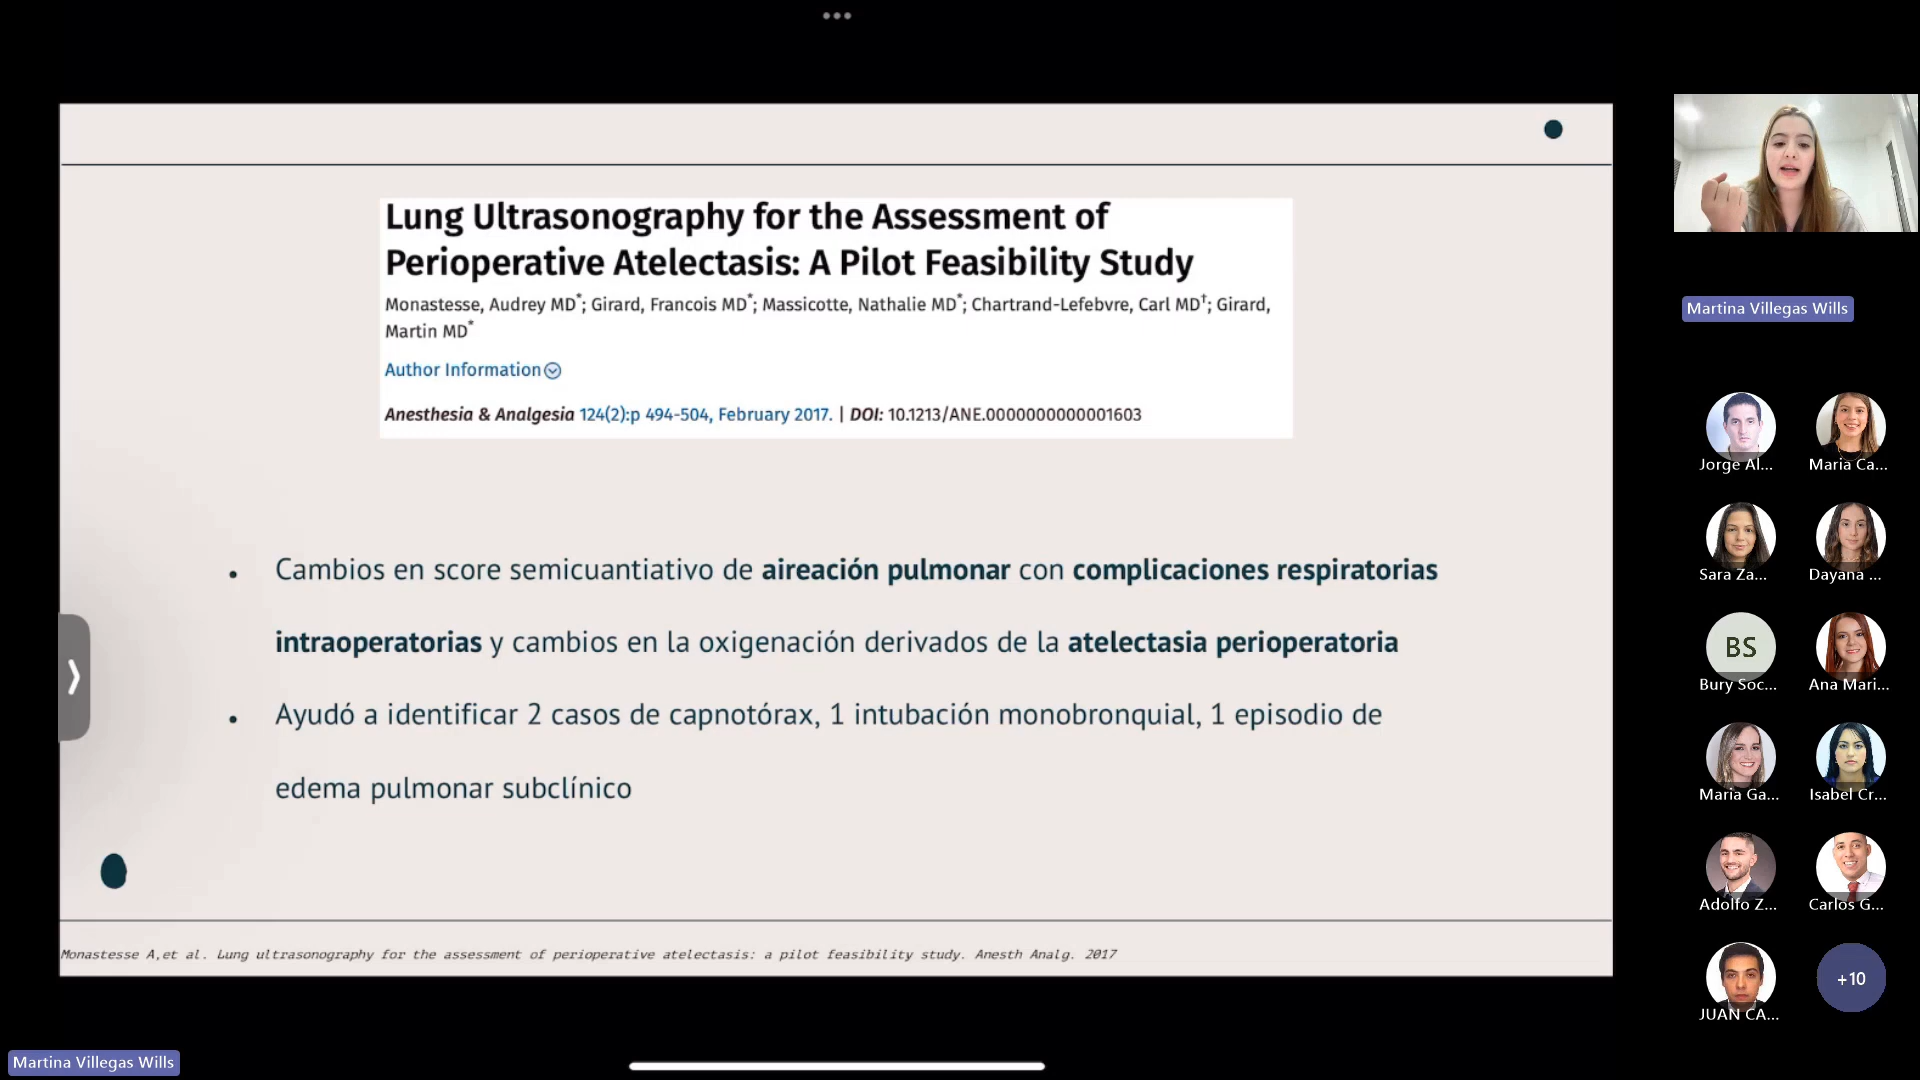 Lung Ultrasonography for the Assessment of
Perioperative Atelectasis: A Pilot Feasibility Study
Monastesse, Audrey MD*; Girard, Francois MD*; Massicotte, Nathalie MD*; Chartrand-Lefebvre, Carl MD†; Girard,
Martin MD*
Author Information
Anesthesia & Analgesia 124(2):p 494-504, February 2017. | DOI: 10.1213/ANE.0000000000001603
• Cambios en score semicuantiativo de aireación pulmonar con complicaciones respiratorias
intraoperatorias y cambios en la oxigenación derivados de la atelectasia perioperatoria
• Ayudó a identificar 2 casos de capnotórax, 1 intubación monobronquial, 1 episodio de
edema pulmonar subclínico
Monastesse A,et al. Lung ultrasonography for the assessment of perioperative atelectasis: a pilot feasibility study. Anesth Analg. 2017
Martina Villegas Wills
Martina Villegas Wills
Jorge Al...
Maria Ca...
Sara Za...
Dayana ...
BS
Bury Soc...
Ana Mari...
Maria Ga...
Isabel Cr...
Adolfo Z...
Carlos G...
JUAN CA...
+10